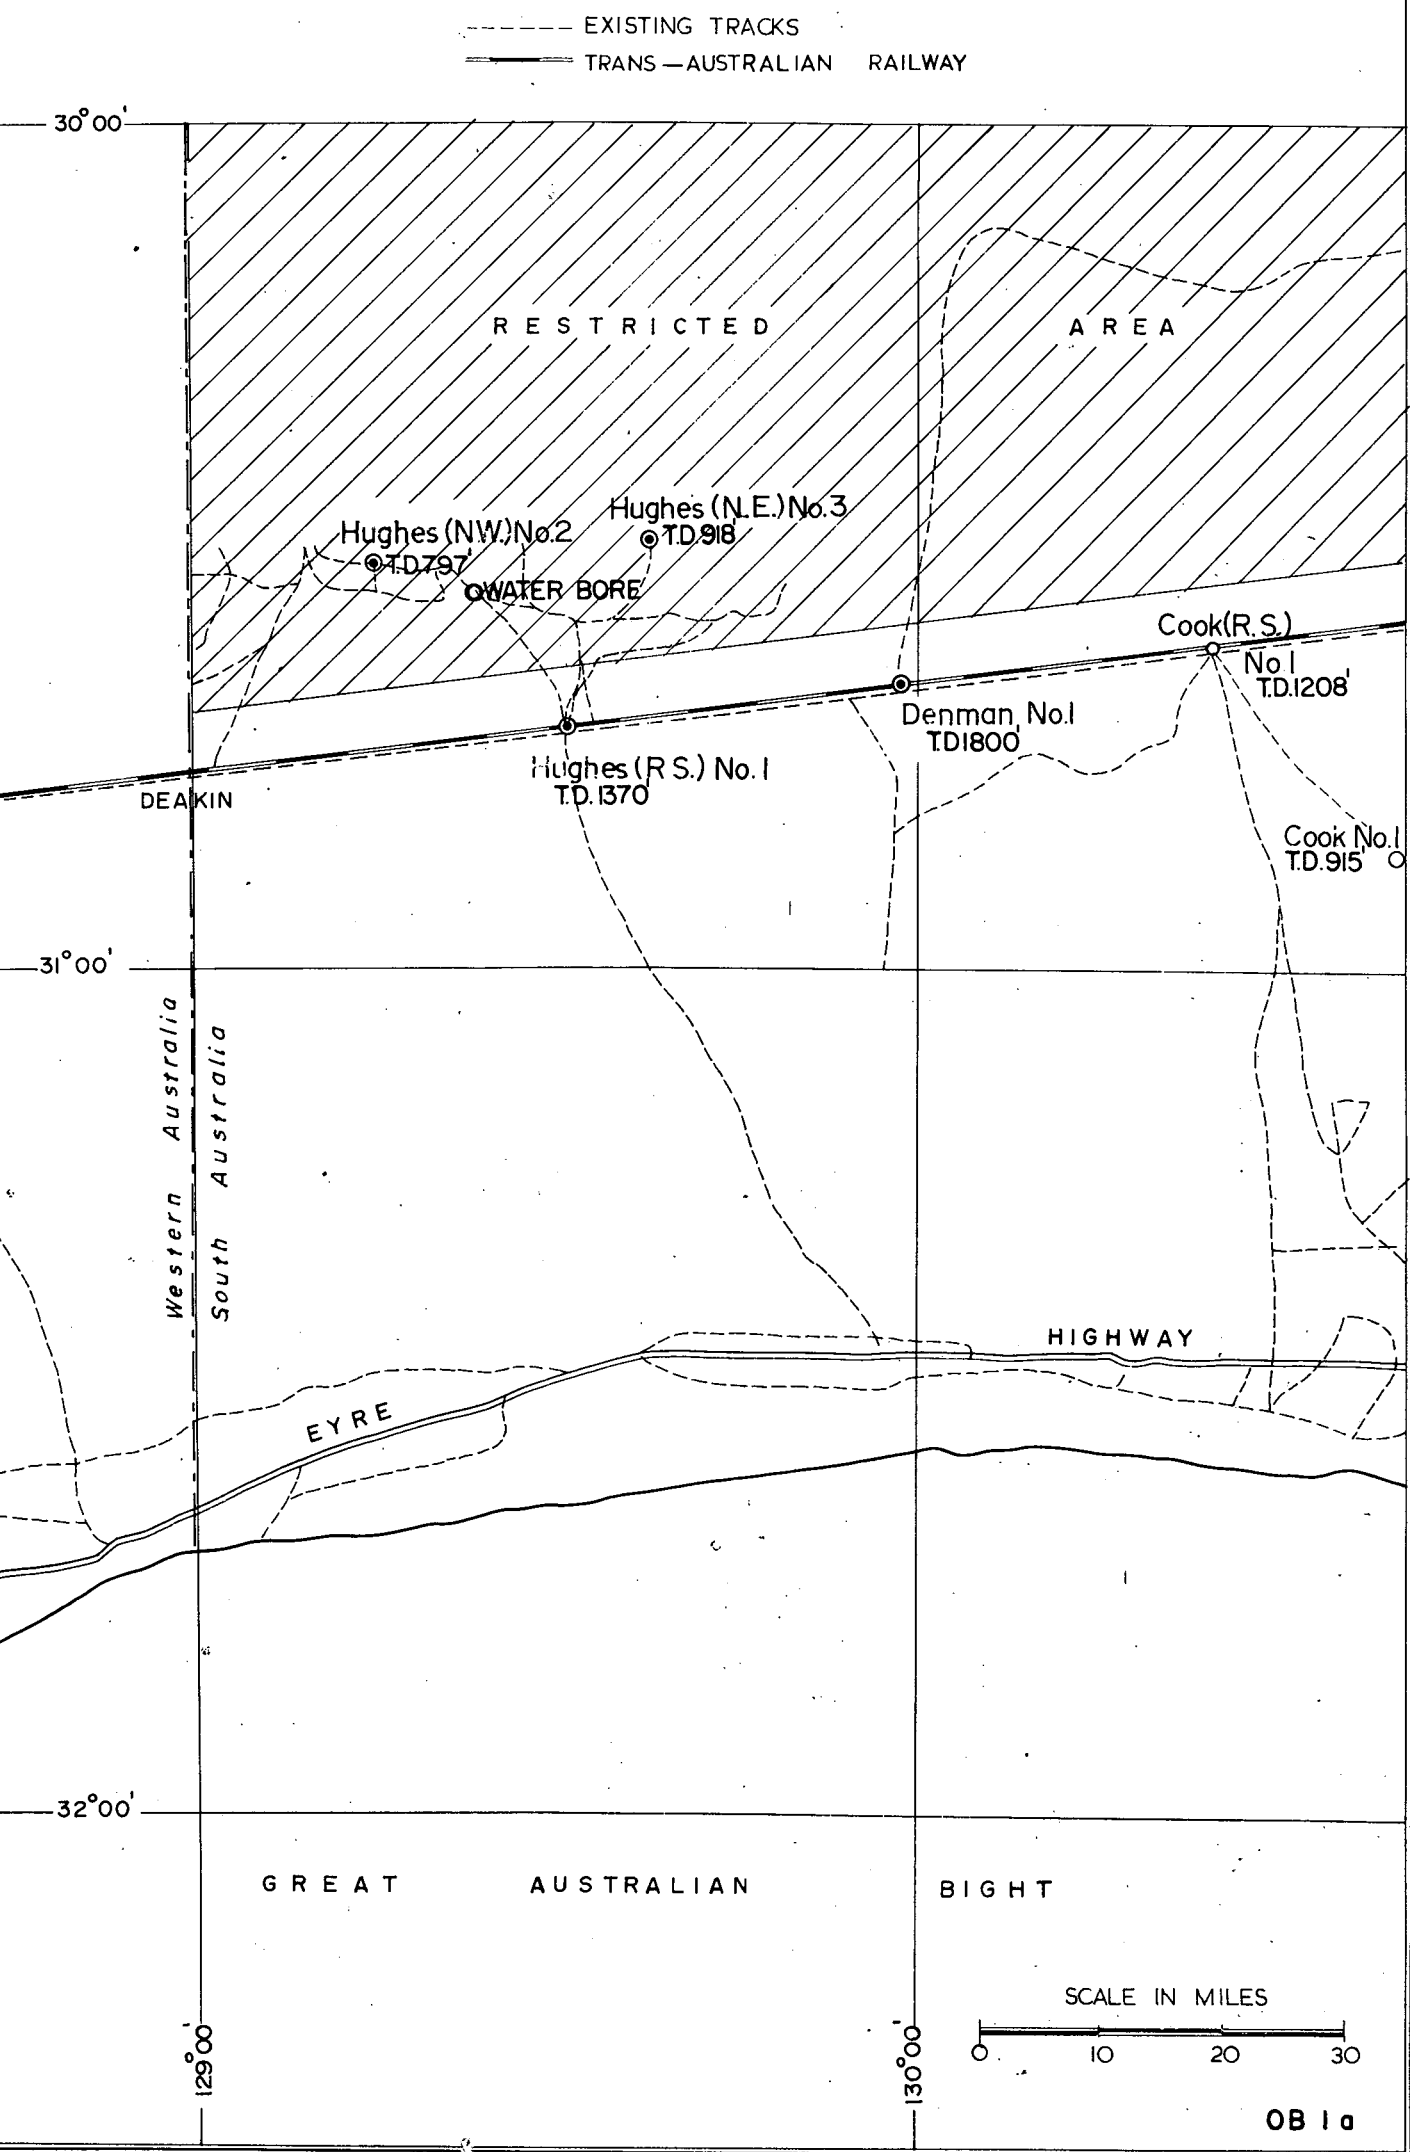 EXISTING TRACKS
TRANS—AUSTRALIAN RAILWAY
30°00'
RESTRICTED AREA
Hughes (N.E.) No.3
T.D.918'
Hughes (N.W.) No.2
T.D.797'
WATER BORE
Cook (R.S.)
No.1
T.D.1208'
Denman No.1
T.D.1800'
Hughes (R.S.) No.1
T.D.1370'
DEAKIN
Cook No.1
T.D.915'
31°00'
Western Australia
South Australia
HIGHWAY
EYRE
32°00'
GREAT AUSTRALIAN BIGHT
SCALE IN MILES
0 10 20 30
129°00'
130°00'
OB 1a